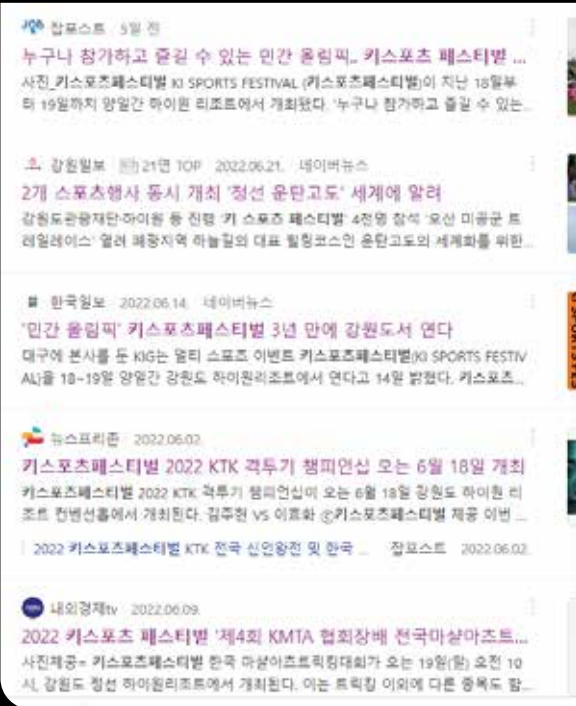 잡포스트 5일 전
누구나 참가하고 즐길 수 있는 민간 올림픽.. 키스포츠 페스티벌 ...
사진_키스포츠페스티벌 KI SPORTS FESTIVAL (키스포츠페스티벌)이 지난 18일부
터 19일까지 양일간 하이원 리조트에서 개최됐다. '누구나 참가하고 즐길 수 있는...
강원일보 21면 TOP 2022.06.21. 네이버뉴스
2개 스포츠행사 동시 개최 '정선 운탄고도' 세계에 알려
강원도관광재단·하이원 등 진행 '키 스포츠 페스티벌' 4천명 참석 '오산 미공군 트
레일레이스' 열려 폐광지역 하늘길의 대표 힐링코스인 운탄고도의 세계화를 위한...
한국일보 2022.06.14. 네이버뉴스
'민간 올림픽' 키스포츠페스티벌 3년 만에 강원도서 연다
대구에 본사를 둔 KIG는 멀티 스포츠 이벤트 키스포츠페스티벌(KI SPORTS FESTIV
AL)을 18~19일 양일간 강원도 하이원리조트에서 연다고 14일 밝혔다. 키스포츠...
뉴스프리존 2022.06.02.
키스포츠페스티벌 2022 KTK 격투기 챔피언십 오는 6월 18일 개최
키스포츠페스티벌 2022 KTK 격투기 챔피언십이 오는 6월 18일 강원도 하이원 리
조트 컨벤션홀에서 개최된다. 김주현 VS 이효화 ⓒ키스포츠페스티벌 제공 이번 ...
2022 키스포츠페스티벌 KTK 전국 신인왕전 및 한국 ... 잡포스트 2022.06.02.
내외경제tv 2022.06.09.
2022 키스포츠 페스티벌 '제4회 KMTA 협회장배 전국마샬아츠트...
사진제공= 키스포츠페스티벌 한국 마샬아츠트릭킹대회가 오는 19일(일) 오전 10
시, 강원도 정선 하이원리조트에서 개최된다. 이는 트릭킹 이외에 다른 종목도 함...